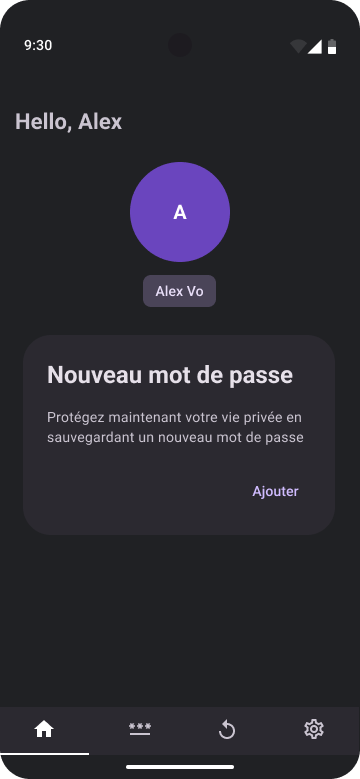 9:30
Hello, Alex
A
Alex Vo
Nouveau mot de passe
Protégez maintenant votre vie privée en
sauvegardant un nouveau mot de passe
Ajouter